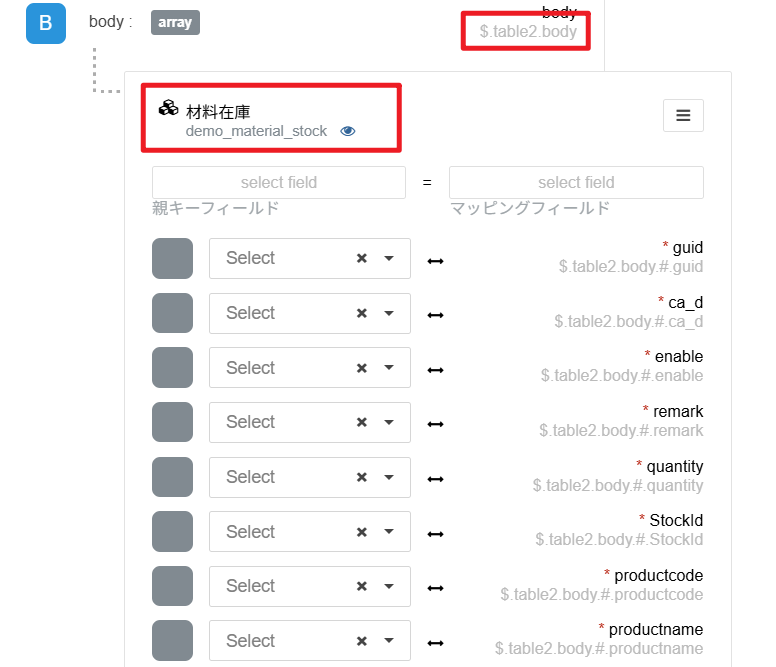 B
body : array
body
$.table2.body
材料在庫
demo_material_stock
select field = select field
親キーフィールド マッピングフィールド
Select * guid
$.table2.body.#.guid
Select * ca_d
$.table2.body.#.ca_d
Select * enable
$.table2.body.#.enable
Select * remark
$.table2.body.#.remark
Select * quantity
$.table2.body.#.quantity
Select * StockId
$.table2.body.#.StockId
Select * productcode
$.table2.body.#.productcode
Select * productname
$.table2.body.#.productname